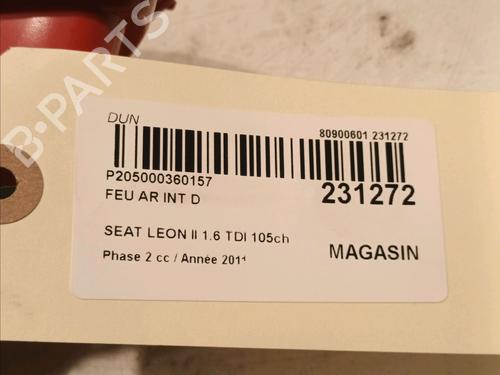 DUN
80900601 231272
P205000360157
231272
FEU AR INT D
SEAT LEON II 1.6 TDI 105ch
Phase 2 cc / Année 2011
MAGASIN
B-PARTS